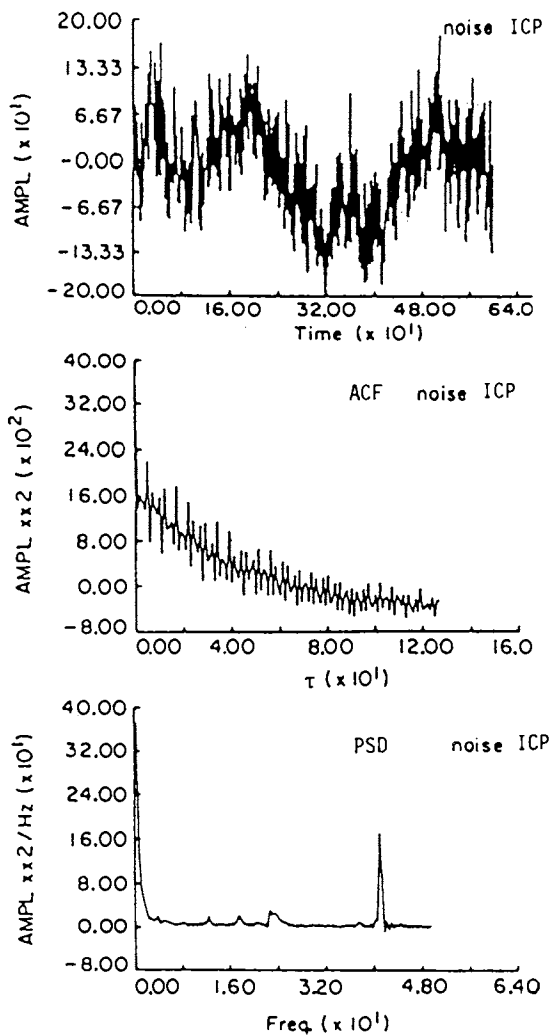 noise ICP
20.00
13.33
6.67
-0.00
-6.67
-13.33
-20.00
AMPL (x 10¹)
0.00 16.00 32.00 48.00 64.0
Time (x 10¹)
ACF noise ICP
40.00
32.00
24.00
16.00
8.00
0.00
-8.00
AMPL xx2 (x 10²)
0.00 4.00 8.00 12.00 16.0
τ (x 10¹)
PSD noise ICP
40.00
32.00
24.00
16.00
8.00
0.00
-8.00
AMPL xx2/Hz (x 10¹)
0.00 1.60 3.20 4.80 6.40
Freq (x 10¹)